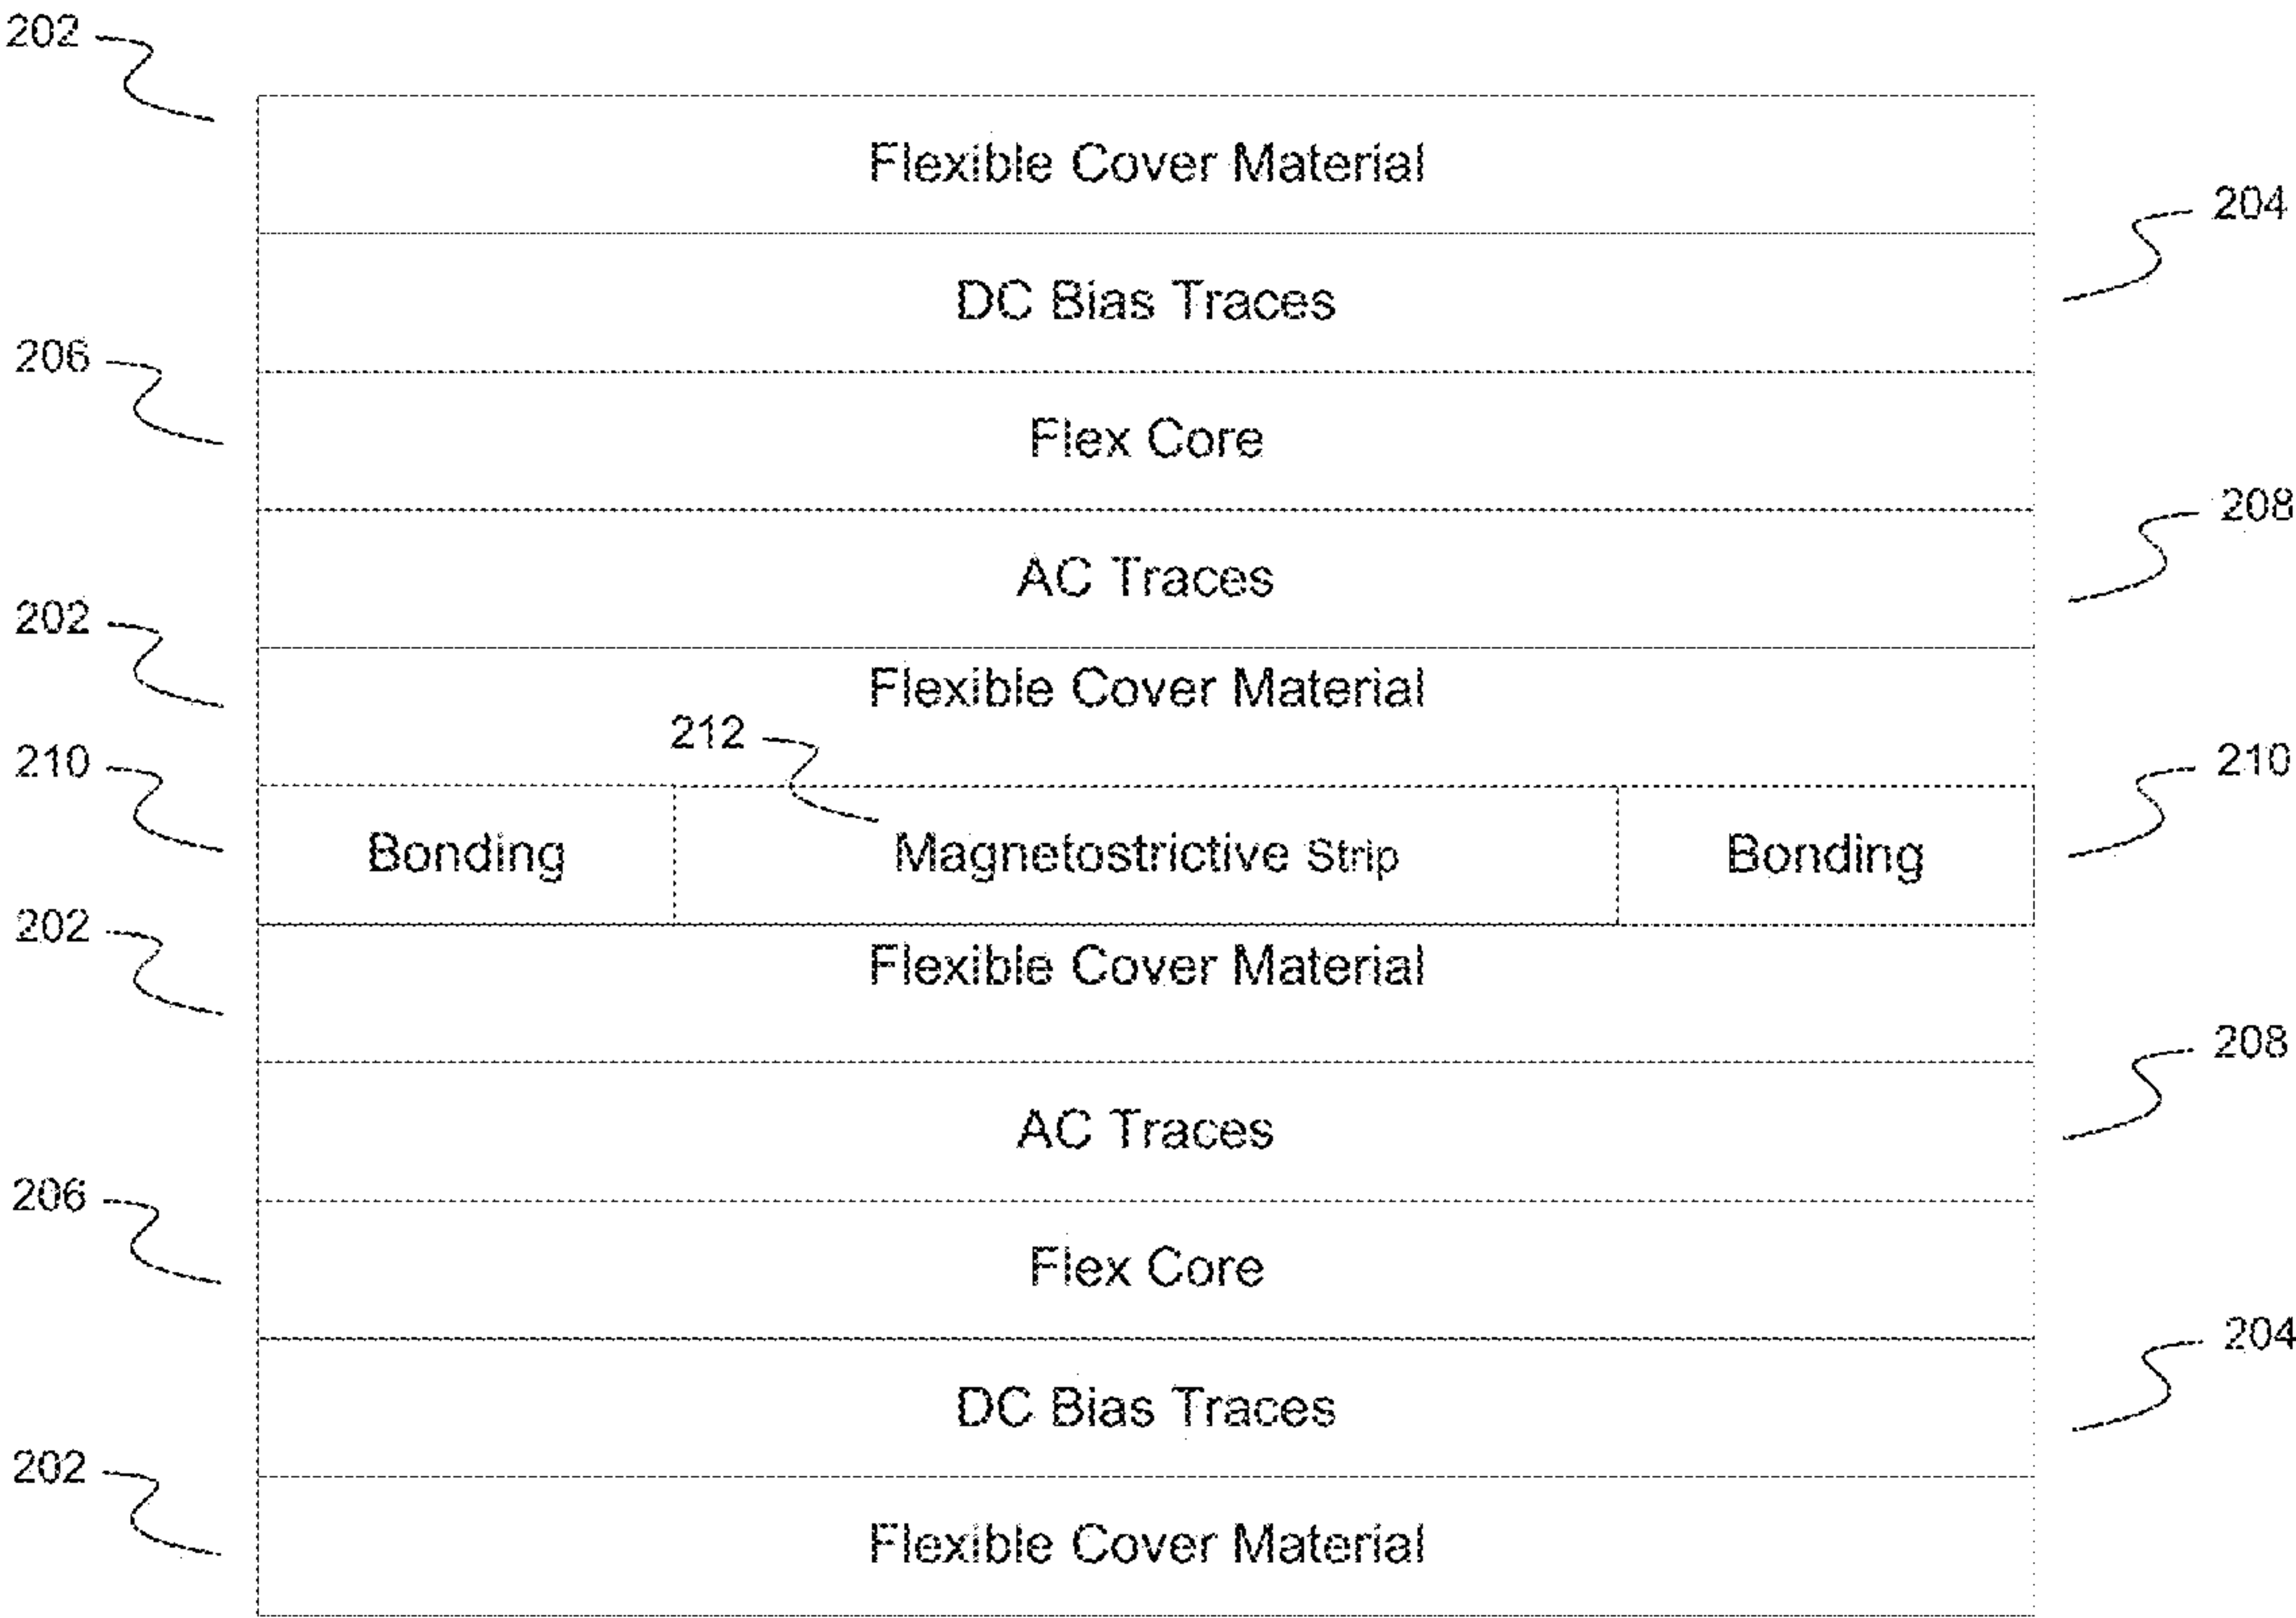 202
Flexible Cover Material
204
DC Bias Traces
206
Flex Core
208
AC Traces
202
Flexible Cover Material
212
210
210
Bonding Magnetostrictive Strip Bonding
202
Flexible Cover Material
208
AC Traces
206
Flex Core
204
DC Bias Traces
202
Flexible Cover Material